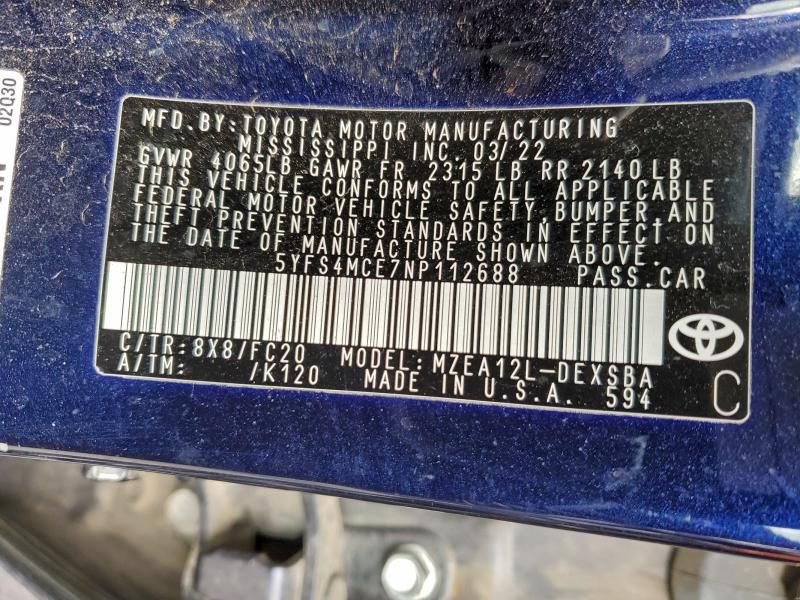 02Q30
MFD.BY:TOYOTA MOTOR MANUFACTURING
MISSISSIPPI INC. 03/22
GVWR 4065LB GAWR FR 2315 LB RR 2140 LB
THIS VEHICLE CONFORMS TO ALL APPLICABLE
FEDERAL MOTOR VEHICLE SAFETY,BUMPER,AND
THEFT PREVENTION STANDARDS IN EFFECT ON
THE DATE OF MANUFACTURE SHOWN ABOVE.
5YFS4MCE7NP112688 PASS.CAR
C/TR:8X8/FC20 MODEL:MZEA12L-DEXSBA
A/TM: /K120 MADE IN U.S.A. 594
C